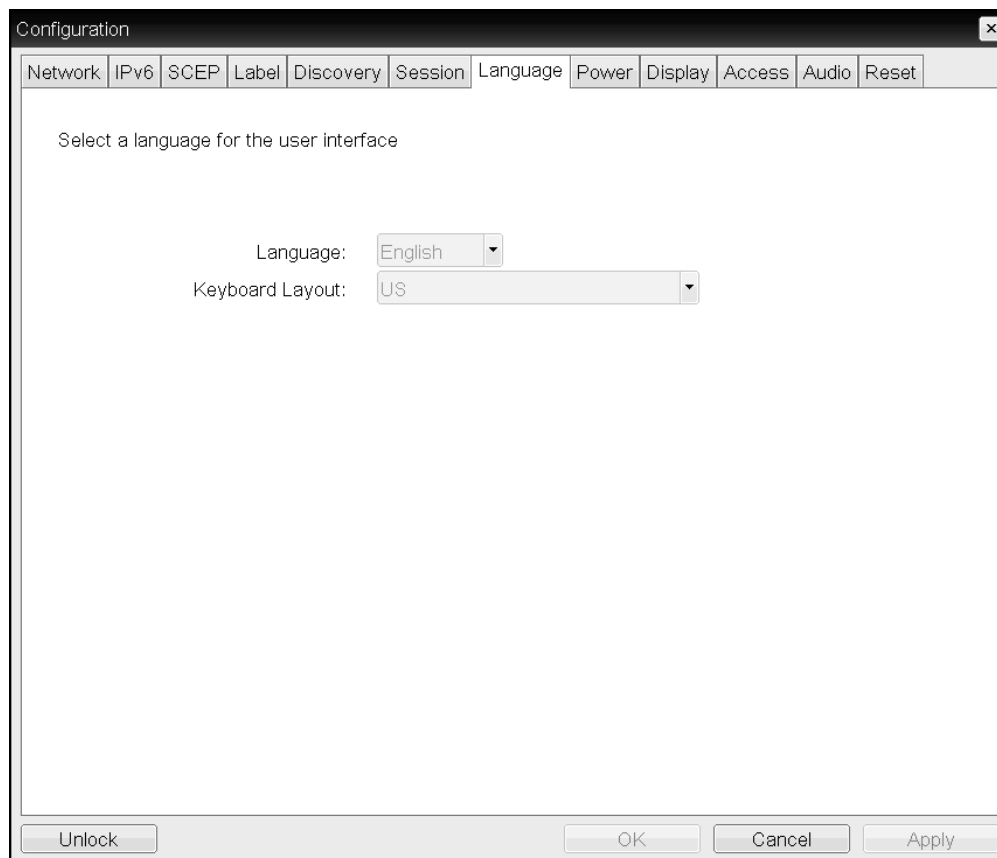 Configuration
Network IPv6 SCEP Label Discovery Session Language Power Display Access Audio Reset
Select a language for the user interface
Language: English
Keyboard Layout: US
Unlock OK Cancel Apply